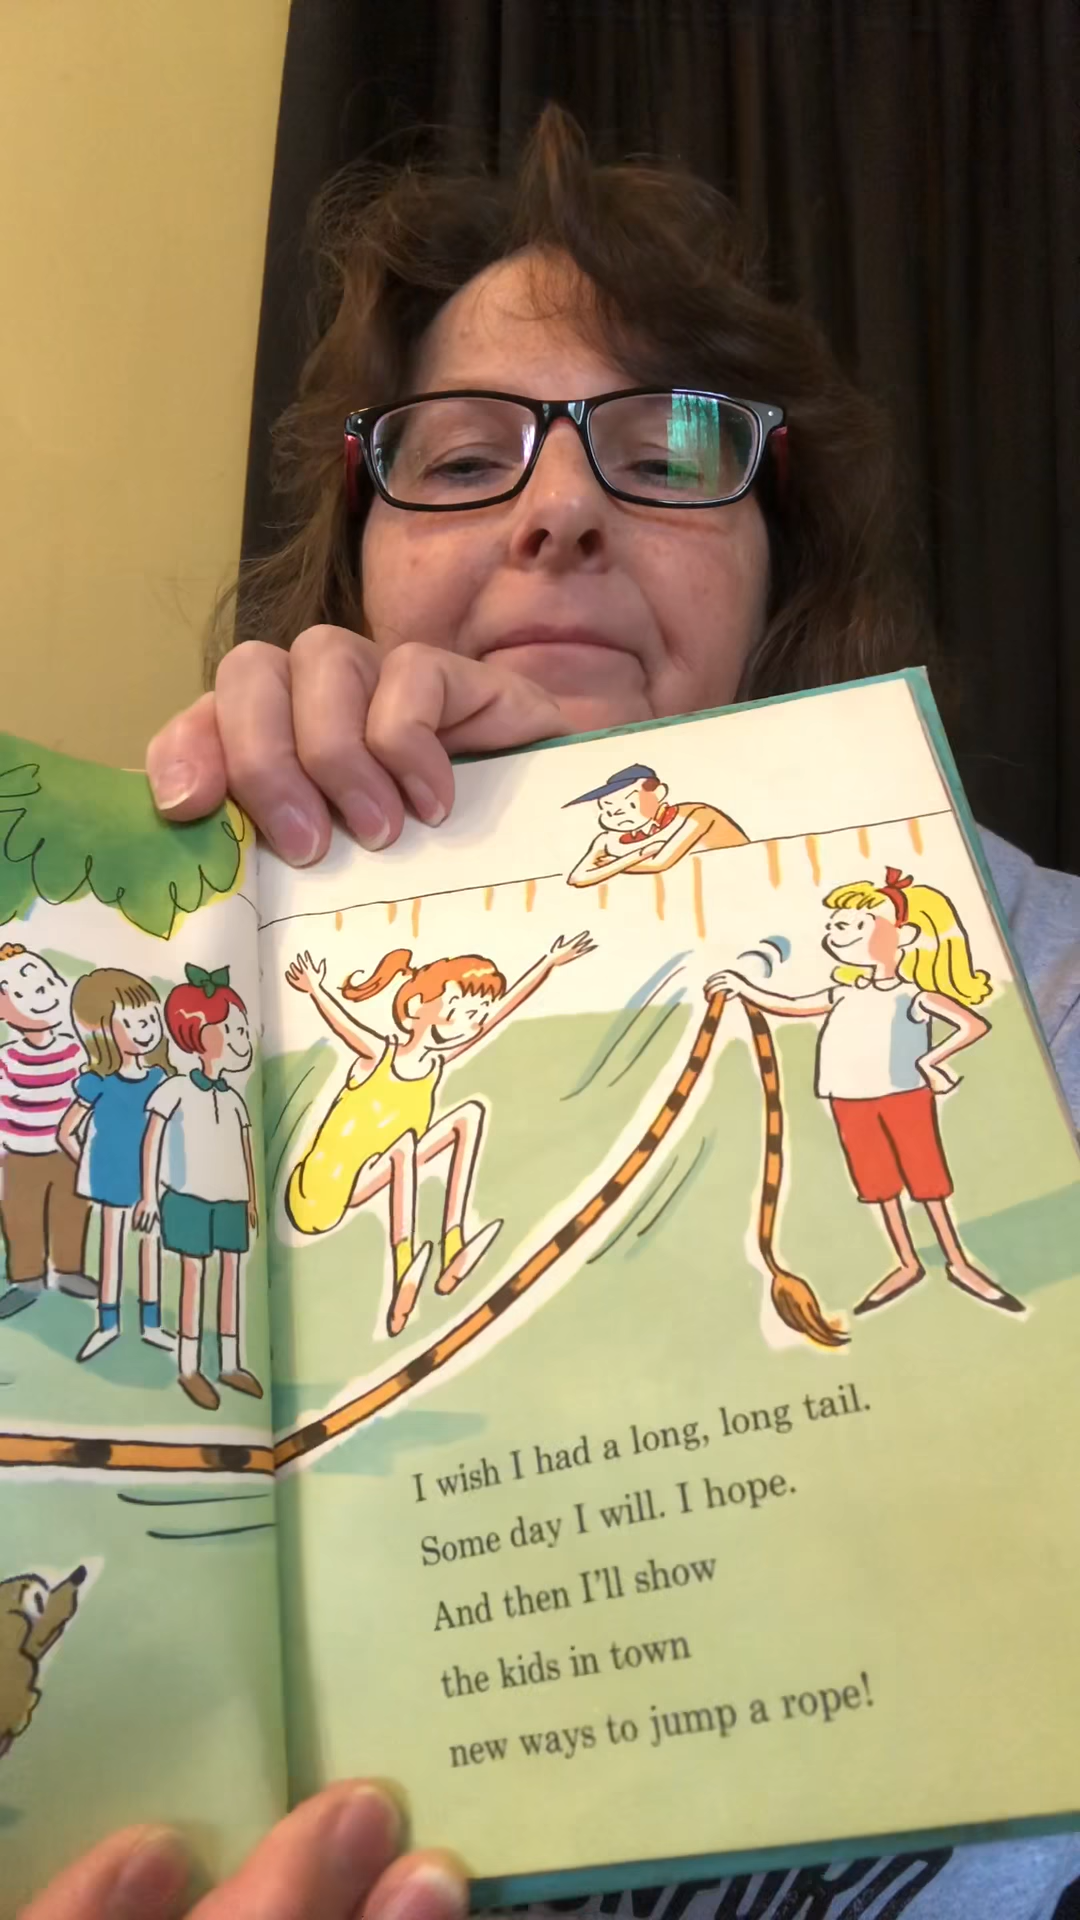 I wish I had a long, long tail.
Some day I will. I hope.
And then I'll show
the kids in town
new ways to jump a rope!